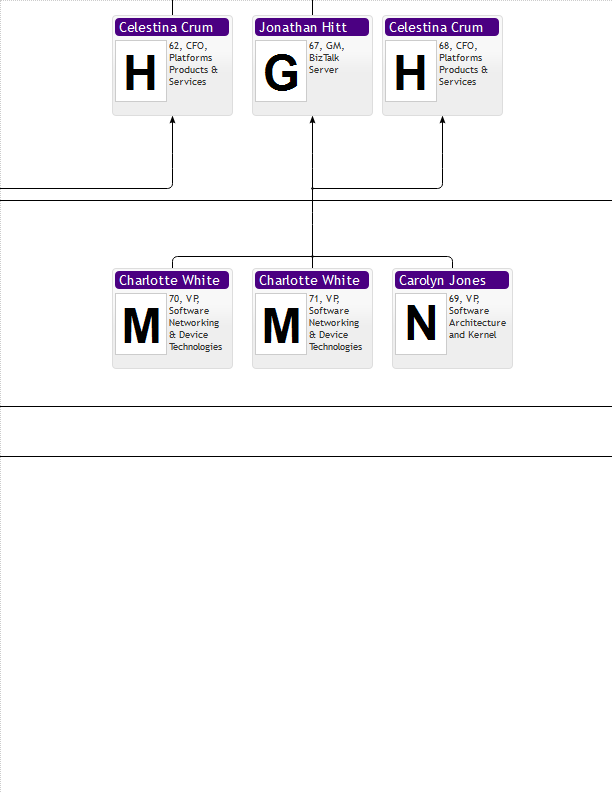 Celestina Crum
H
62, CFO,
Platforms
Products &
Services
Jonathan Hitt
G
67, GM,
BizTalk
Server
Celestina Crum
H
68, CFO,
Platforms
Products &
Services
Charlotte White
M
70, VP,
Software
Networking
& Device
Technologies
Charlotte White
M
71, VP,
Software
Networking
& Device
Technologies
Carolyn Jones
N
69, VP,
Software
Architecture
and Kernel